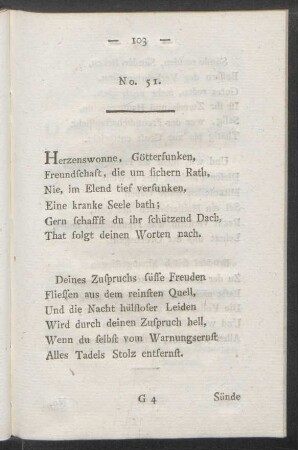 — 103 —
No. 51.
Herzenswonne, Götterfunken,
Freundſchaft, die um ſichern Rath,
Nie, im Elend tief verſunken,
Eine kranke Seele bath;
Gern ſchaffſt du ihr ſchützend Dach,
That folgt deinen Worten nach.
Deines Zuſpruchs ſüſſe Freuden
Flieſſen aus dem reinſten Quell,
Und die Nacht hülfloſer Leiden
Wird durch deinen Zuſpruch hell,
Wenn du ſelbſt vom Warnungsernſt
Alles Tadels Stolz entfernſt.
G 4 Sünde